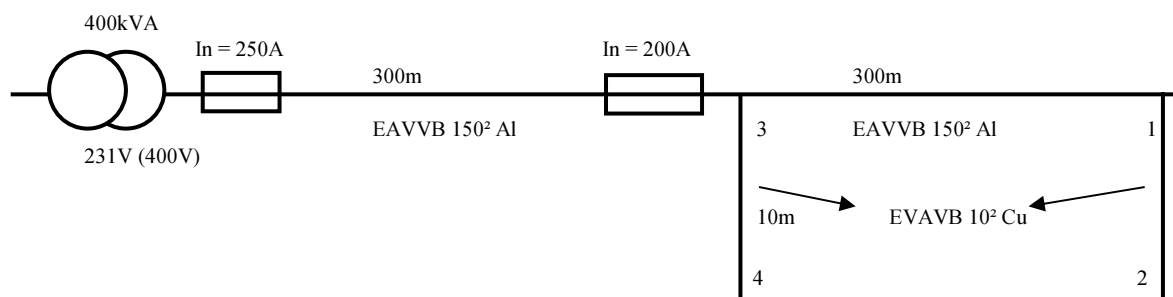 400kVA
In = 250A
In = 200A
300m
300m
EAVVB 150² Al
3
EAVVB 150² Al
1
231V (400V)
10m
EVAVB 10² Cu
4
2